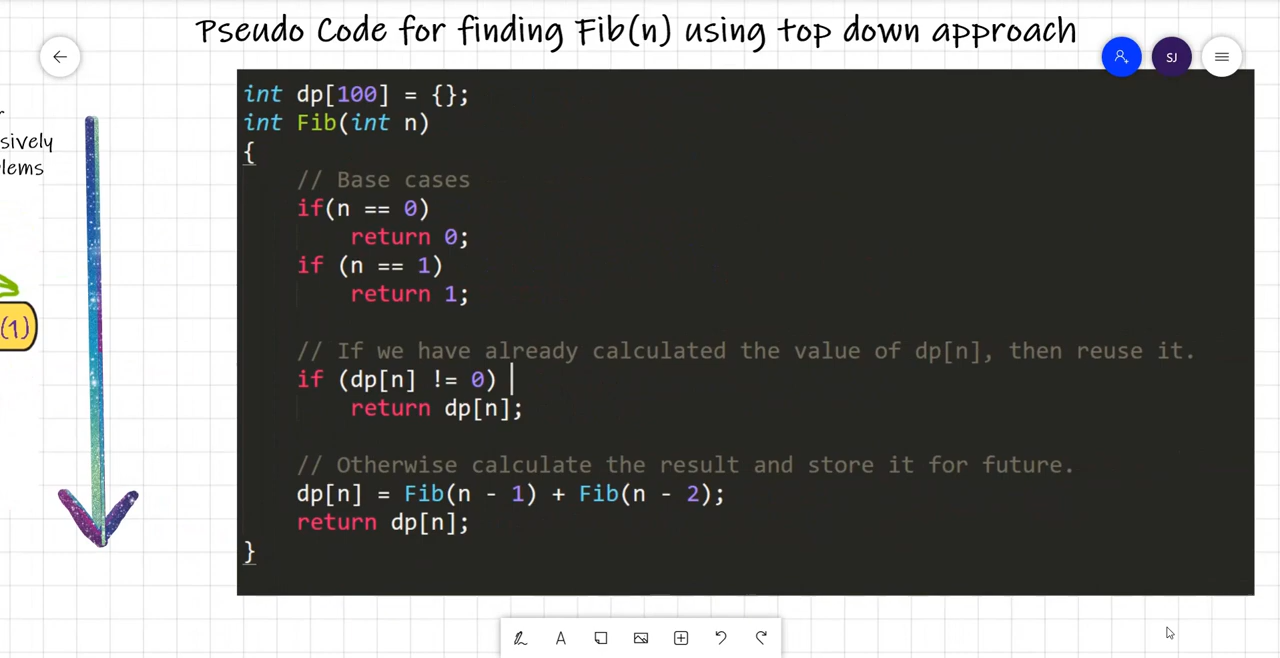 Pseudo Code for finding Fib(n) using top down approach
SJ
sively
lems
(1)
int dp[100] = {};
int Fib(int n)
{
// Base cases
if(n == 0)
return 0;
if (n == 1)
return 1;
// If we have already calculated the value of dp[n], then reuse it.
if (dp[n] != 0)
return dp[n];
// Otherwise calculate the result and store it for future.
dp[n] = Fib(n - 1) + Fib(n - 2);
return dp[n];
}
A